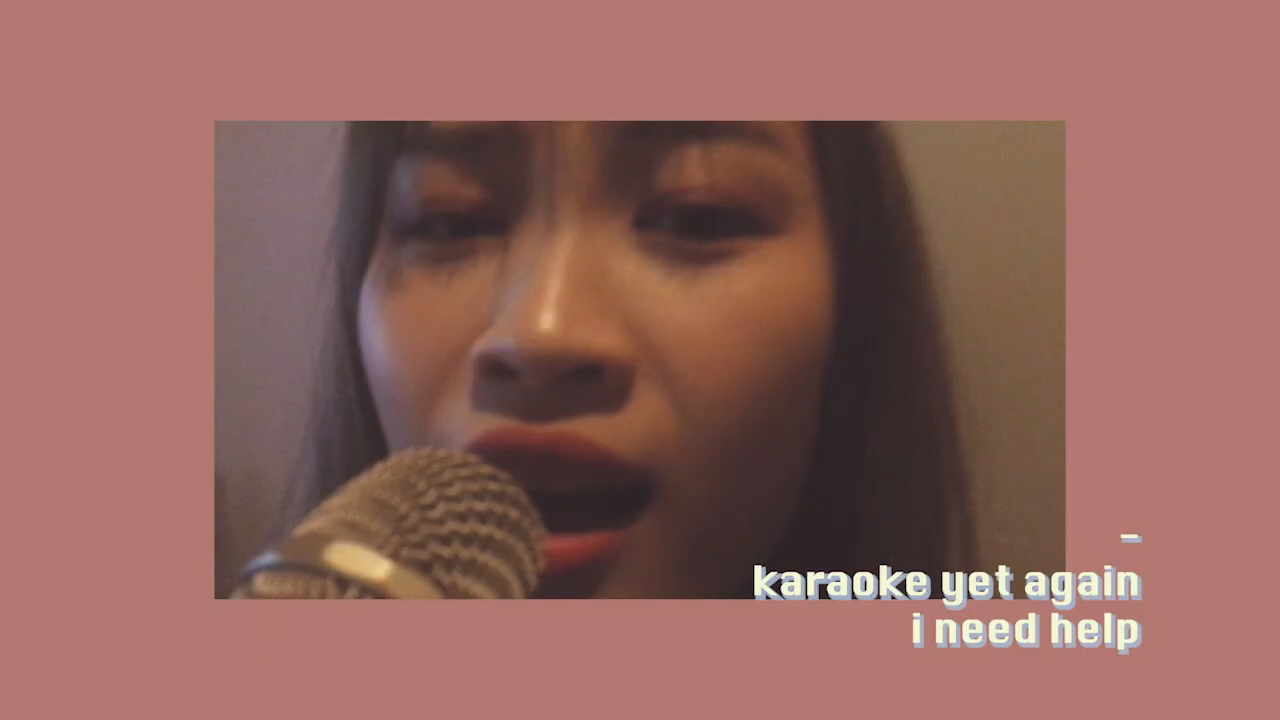 –
karaoke yet again
i need help